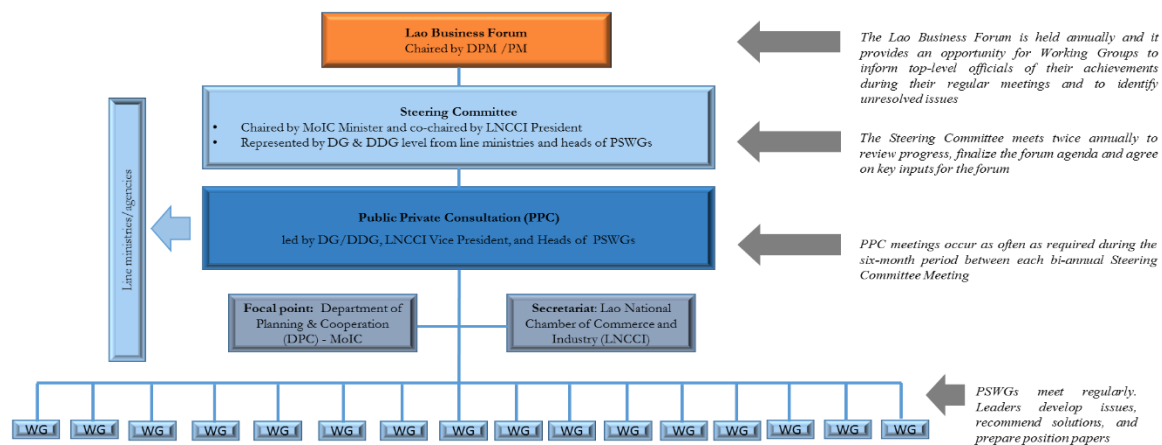 Lao Business Forum
Chaired by DPM /PM
The Lao Business Forum is held annually and it
provides an opportunity for Working Groups to
inform top-level officials of their achievements
during their regular meetings and to identify
unresolved issues
Steering Committee
• Chaired by MoIC Minister and co-chaired by LNCCI President
• Represented by DG & DDG level from line ministries and heads of PSWGs
The Steering Committee meets twice annually to
review progress, finalize the forum agenda and agree
on key inputs for the forum
Line ministries/agencies
Public Private Consultation (PPC)
led by DG/DDG, LNCCI Vice President, and Heads of PSWGs
PPC meetings occur as often as required during the
six-month period between each bi-annual Steering
Committee Meeting
Focal point: Department of
Planning & Cooperation
(DPC) - MoIC
Secretariat: Lao National
Chamber of Commerce and
Industry (LNCCI)
PSWGs meet regularly.
Leaders develop issues,
recommend solutions, and
prepare position papers
WG WG WG WG WG WG WG WG WG WG WG WG WG WG WG WG